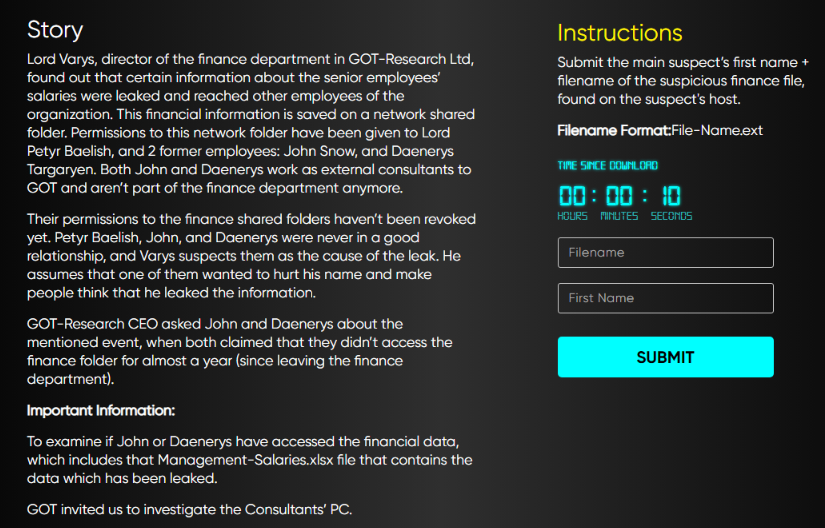 Story
Lord Varys, director of the finance department in GOT-Research Ltd,
found out that certain information about the senior employees'
salaries were leaked and reached other employees of the
organization. This financial information is saved on a network shared
folder. Permissions to this network folder have been given to Lord
Petyr Baelish, and 2 former employees: John Snow, and Daenerys
Targaryen. Both John and Daenerys work as external consultants to
GOT and aren't part of the finance department anymore.
Their permissions to the finance shared folders haven't been revoked
yet. Petyr Baelish, John, and Daenerys were never in a good
relationship, and Varys suspects them as the cause of the leak. He
assumes that one of them wanted to hurt his name and make
people think that he leaked the information.
GOT-Research CEO asked John and Daenerys about the
mentioned event, when both claimed that they didn't access the
finance folder for almost a year (since leaving the finance
department).
Important Information:
To examine if John or Daenerys have accessed the financial data,
which includes that Management-Salaries.xlsx file that contains the
data which has been leaked.
GOT invited us to investigate the Consultants' PC.
Instructions
Submit the main suspect's first name +
filename of the suspicious finance file,
found on the suspect's host.
Filename Format:File-Name.ext
TIME SINCE DOWNLOAD
00 : 00 : 10
HOURS MINUTES SECONDS
Filename
First Name
SUBMIT